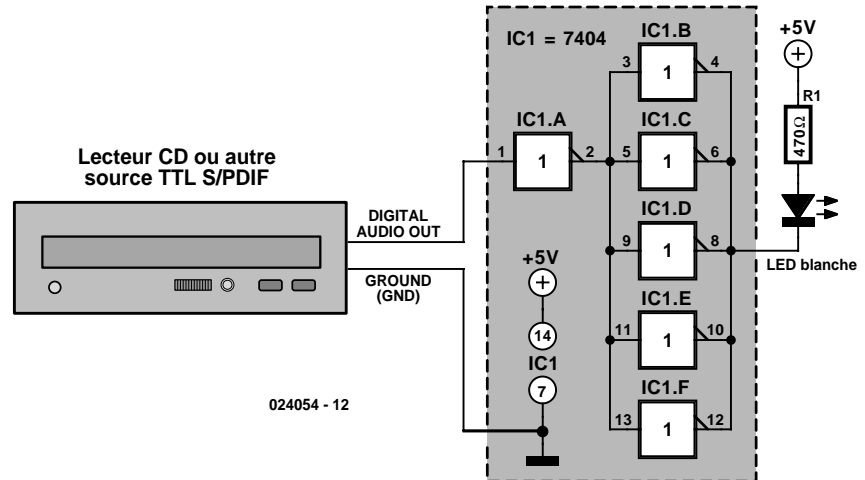 Lecteur CD ou autre
source TTL S/PDIF
DIGITAL
AUDIO OUT
GROUND
(GND)
024054 - 12
IC1 = 7404
IC1.A
1
1
2
+5V
14
IC1
7
IC1.B
3
1
4
IC1.C
5
1
6
IC1.D
9
1
8
IC1.E
11
1
10
IC1.F
13
1
12
+5V
R1
470Ω
LED blanche